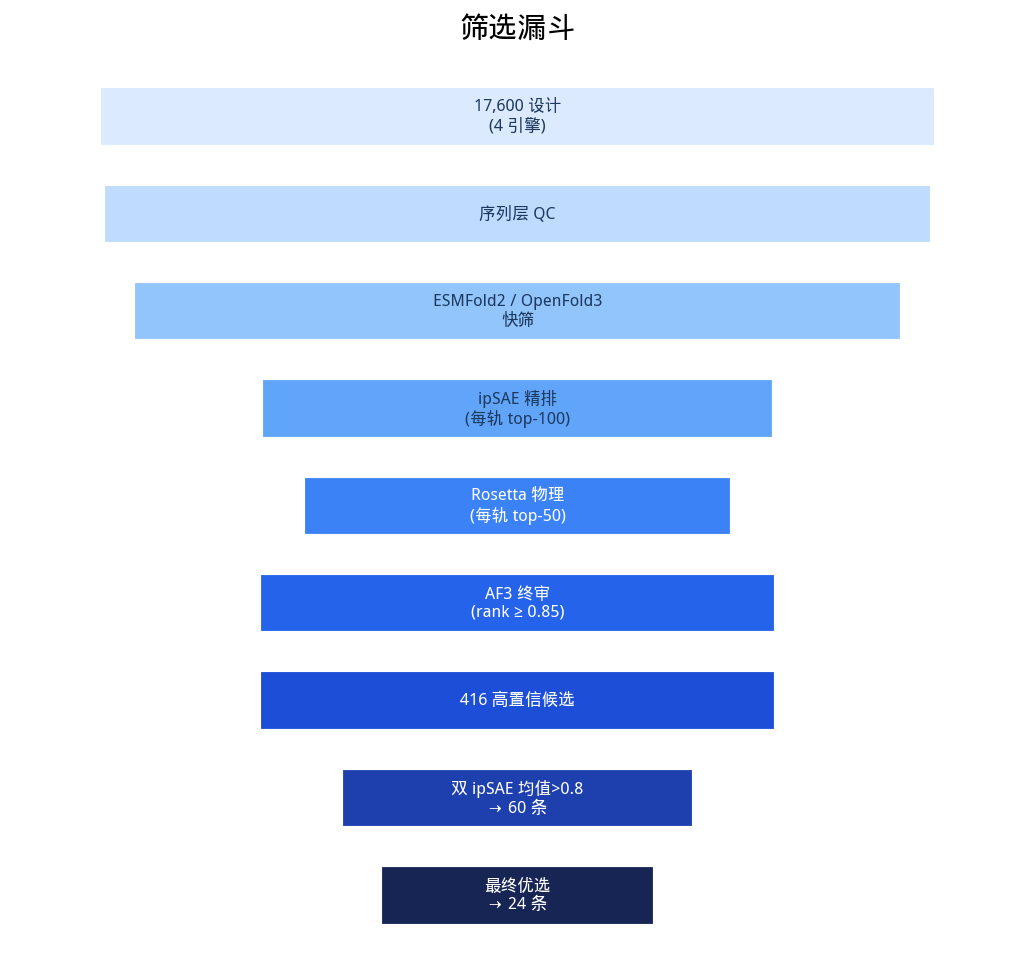 筛选漏斗
17,600 设计
(4 引擎)
序列层 QC
ESMFold2 / OpenFold3
快筛
ipSAE 精排
(每轨 top-100)
Rosetta 物理
(每轨 top-50)
AF3 终审
(rank ≥ 0.85)
416 高置信候选
双 ipSAE 均值>0.8
→ 60 条
最终优选
→ 24 条